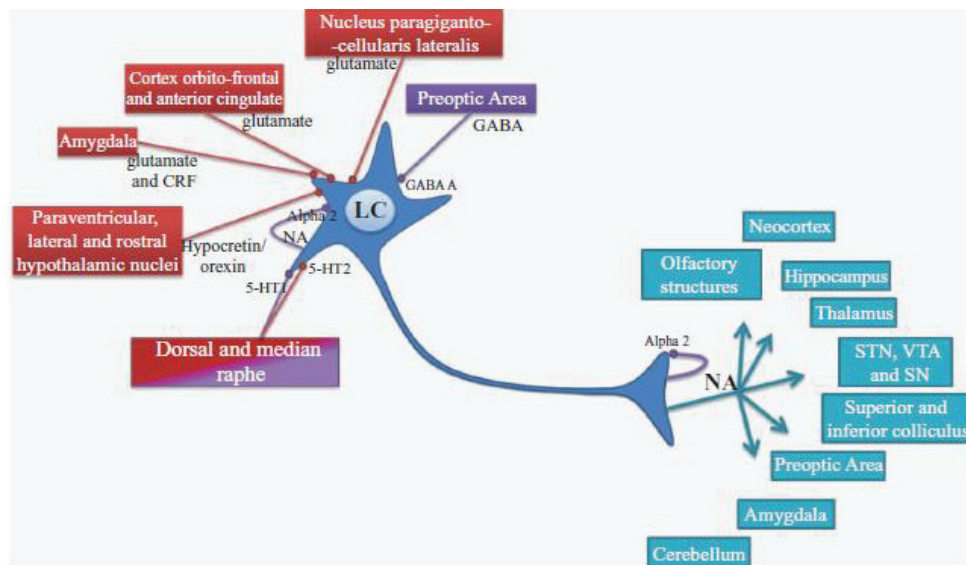 Nucleus paragiganto-
-cellularis lateralis
glutamate
Cortex orbito-frontal
and anterior cingulate
glutamate
Preoptic Area
GABA
Amygdala
glutamate
and CRF
GABA A
Paraventricular,
lateral and rostral
hypothalamic nuclei
Hypocretin/
orexin
Alpha 2
NA
LC
5-HT2
5-HT1
Dorsal and median
raphe
Neocortex
Olfactory
structures
Hippocampus
Thalamus
Alpha 2
NA
STN, VTA
and SN
Superior and
inferior colliculus
Preoptic Area
Amygdala
Cerebellum